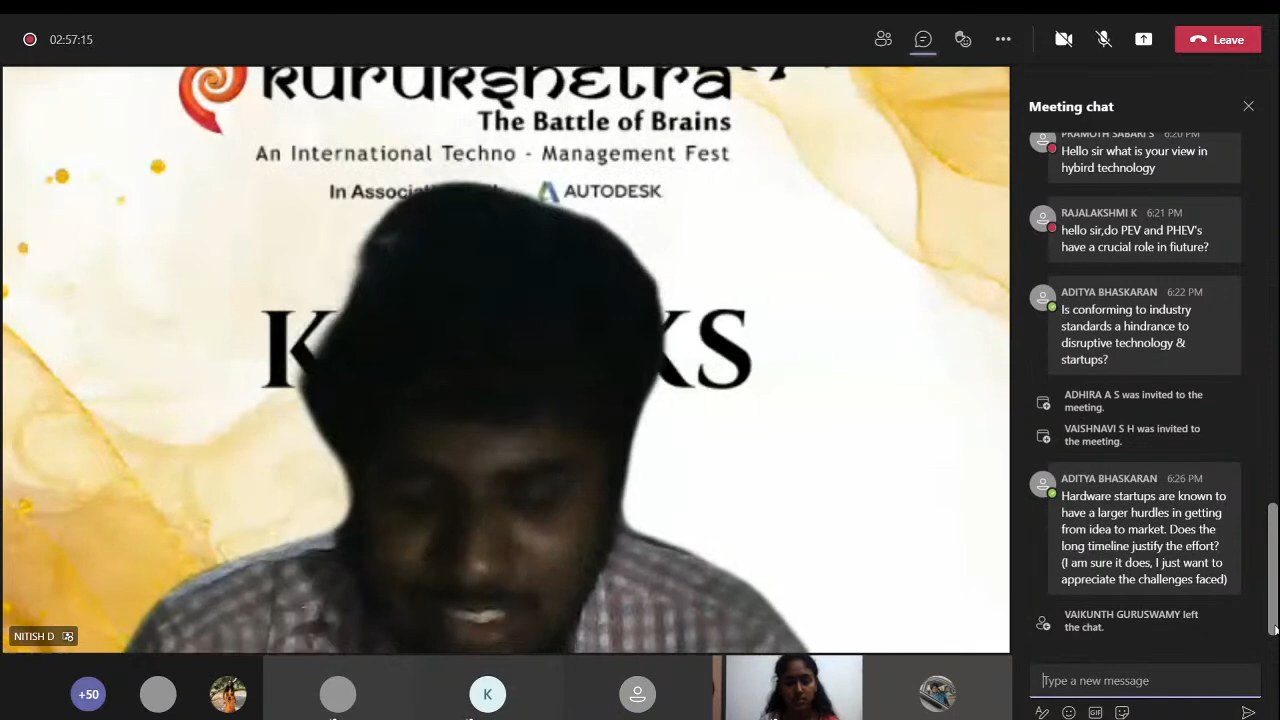 02:57:15
Leave
kurukshetra
The Battle of Brains
An International Techno - Management Fest
AUTODESK
KS
NITISH D
+50
K
Meeting chat
PRAMOTH SABARI S 6:20 PM
Hello sir what is your view in
hybird technology
RAJALAKSHMI K 6:21 PM
hello sir,do PEV and PHEV's
have a crucial role in fiuture?
ADITYA BHASKARAN 6:22 PM
Is conforming to industry
standards a hindrance to
disruptive technology &
startups?
ADHIRA A S was invited to the
meeting.
VAISHNAVI S H was invited to
the meeting.
ADITYA BHASKARAN 6:26 PM
Hardware startups are known to
have a larger hurdles in getting
from idea to market. Does the
long timeline justify the effort?
(I am sure it does, I just want to
appreciate the challenges faced)
VAIKUNTH GURUSWAMY left
the chat.
Type a new message
GIF